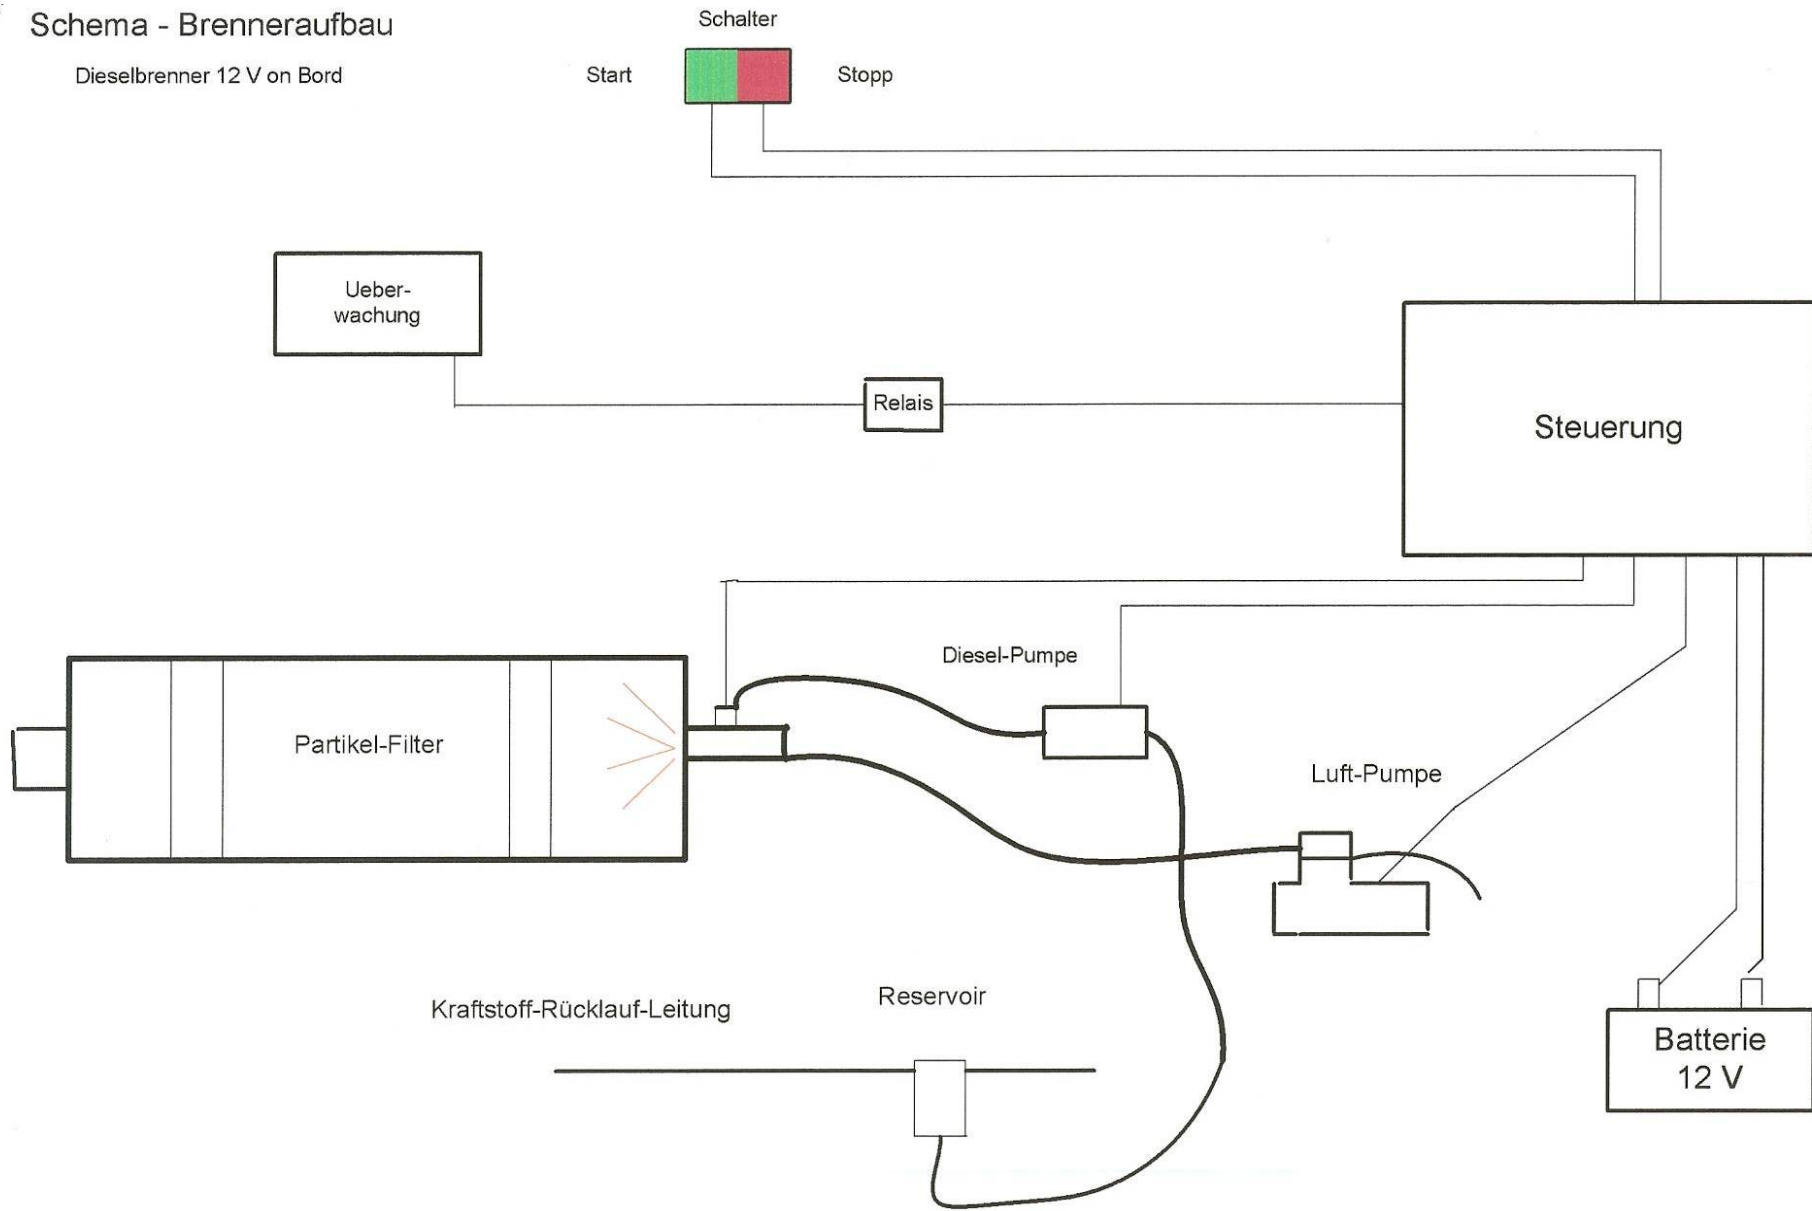 Schema - Brenneraufbau
Dieselbrenner 12 V on Bord
Schalter
Start
Stopp
Ueber-
wachung
Relais
Steuerung
Diesel-Pumpe
Partikel-Filter
Luft-Pumpe
Kraftstoff-Rücklauf-Leitung
Reservoir
Batterie
12 V